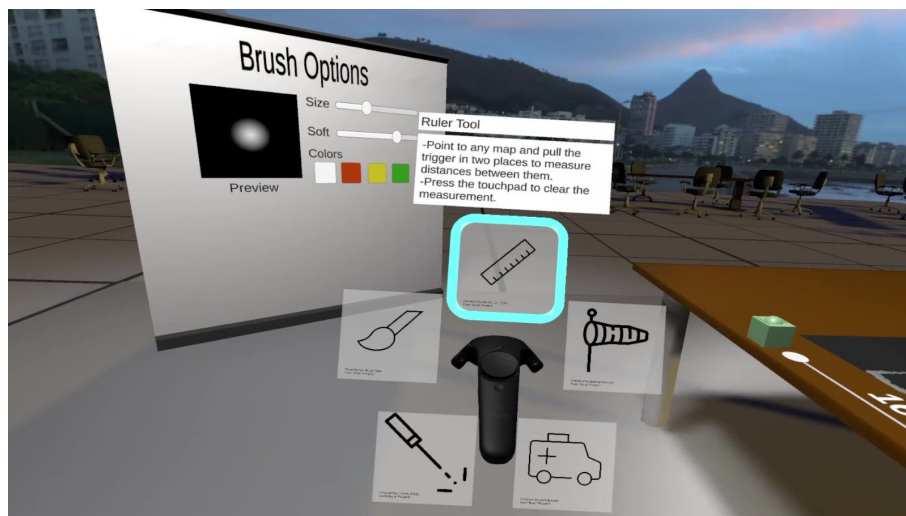 Brush Options
Size
Soft
Colors
Preview
Ruler Tool
-Point to any map and pull the
trigger in two places to measure
distances between them.
-Press the touchpad to clear the
measurement.